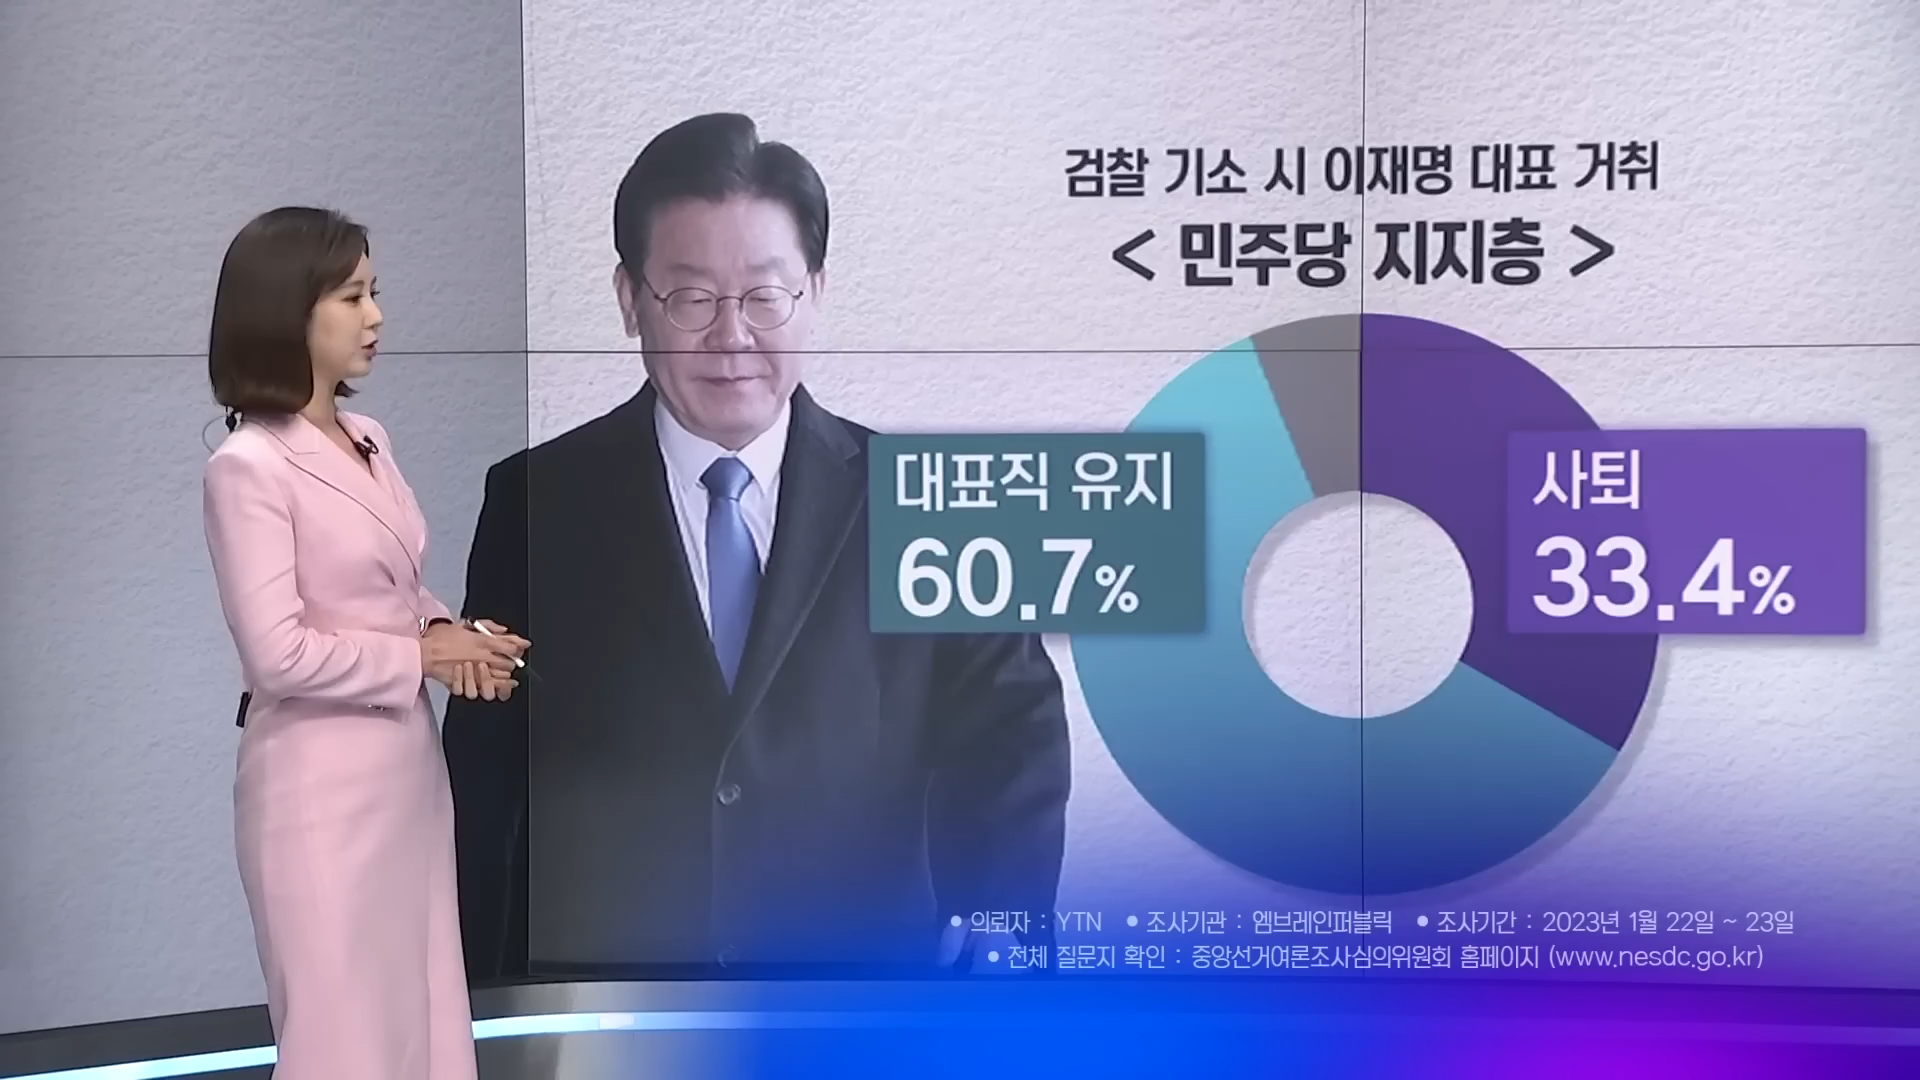 검찰 기소 시 이재명 대표 거취
< 민주당 지지층 >
대표직 유지
60.7%
사퇴
33.4%
• 의뢰자 : YTN • 조사기관 : 엠브레인퍼블릭 • 조사기간 : 2023년 1월 22일 ~ 23일
• 전체 질문지 확인 : 중앙선거여론조사심의위원회 홈페이지 (www.nesdc.go.kr)